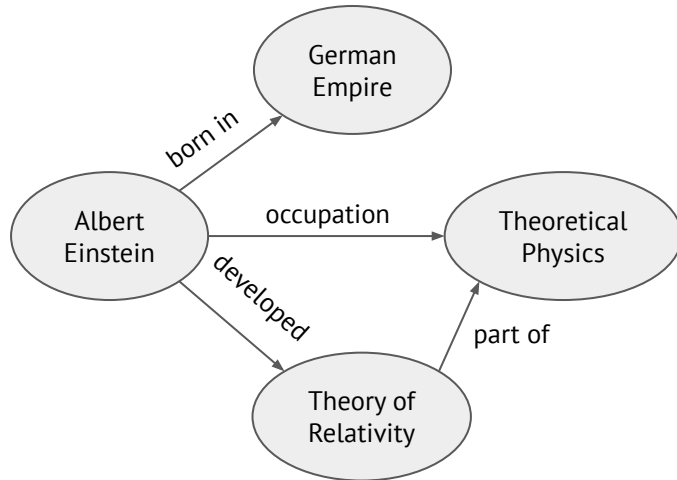 German
Empire
born in
Albert
Einstein
occupation
Theoretical
Physics
developed
part of
Theory of
Relativity